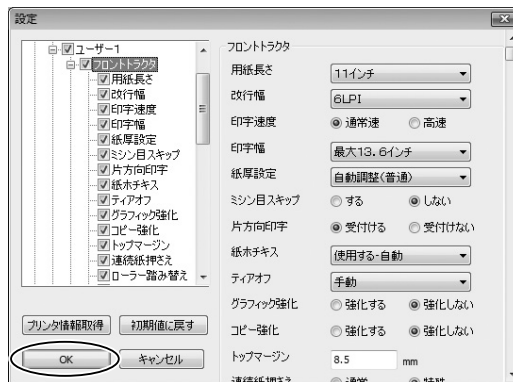 設定
ユーザー1
フロントトラクタ
用紙長さ
改行幅
印字速度
印字幅
紙厚設定
ミシン目スキップ
片方向印字
紙ホチキス
ティアオフ
グラフィック強化
コピー強化
トップマージン
連続紙押さえ
ローラー踏み替え
プリンタ情報取得 初期値に戻す
OK キャンセル
フロントトラクタ
用紙長さ 11インチ
改行幅 6LPI
印字速度 通常速 高速
印字幅 最大13.6インチ
紙厚設定 自動調整(普通)
ミシン目スキップ する しない
片方向印字 受付ける 受付けない
紙ホチキス 使用する-自動
ティアオフ 手動
グラフィック強化 強化する 強化しない
コピー強化 強化する 強化しない
トップマージン 8.5 mm
連続紙押さえ 通常 特殊